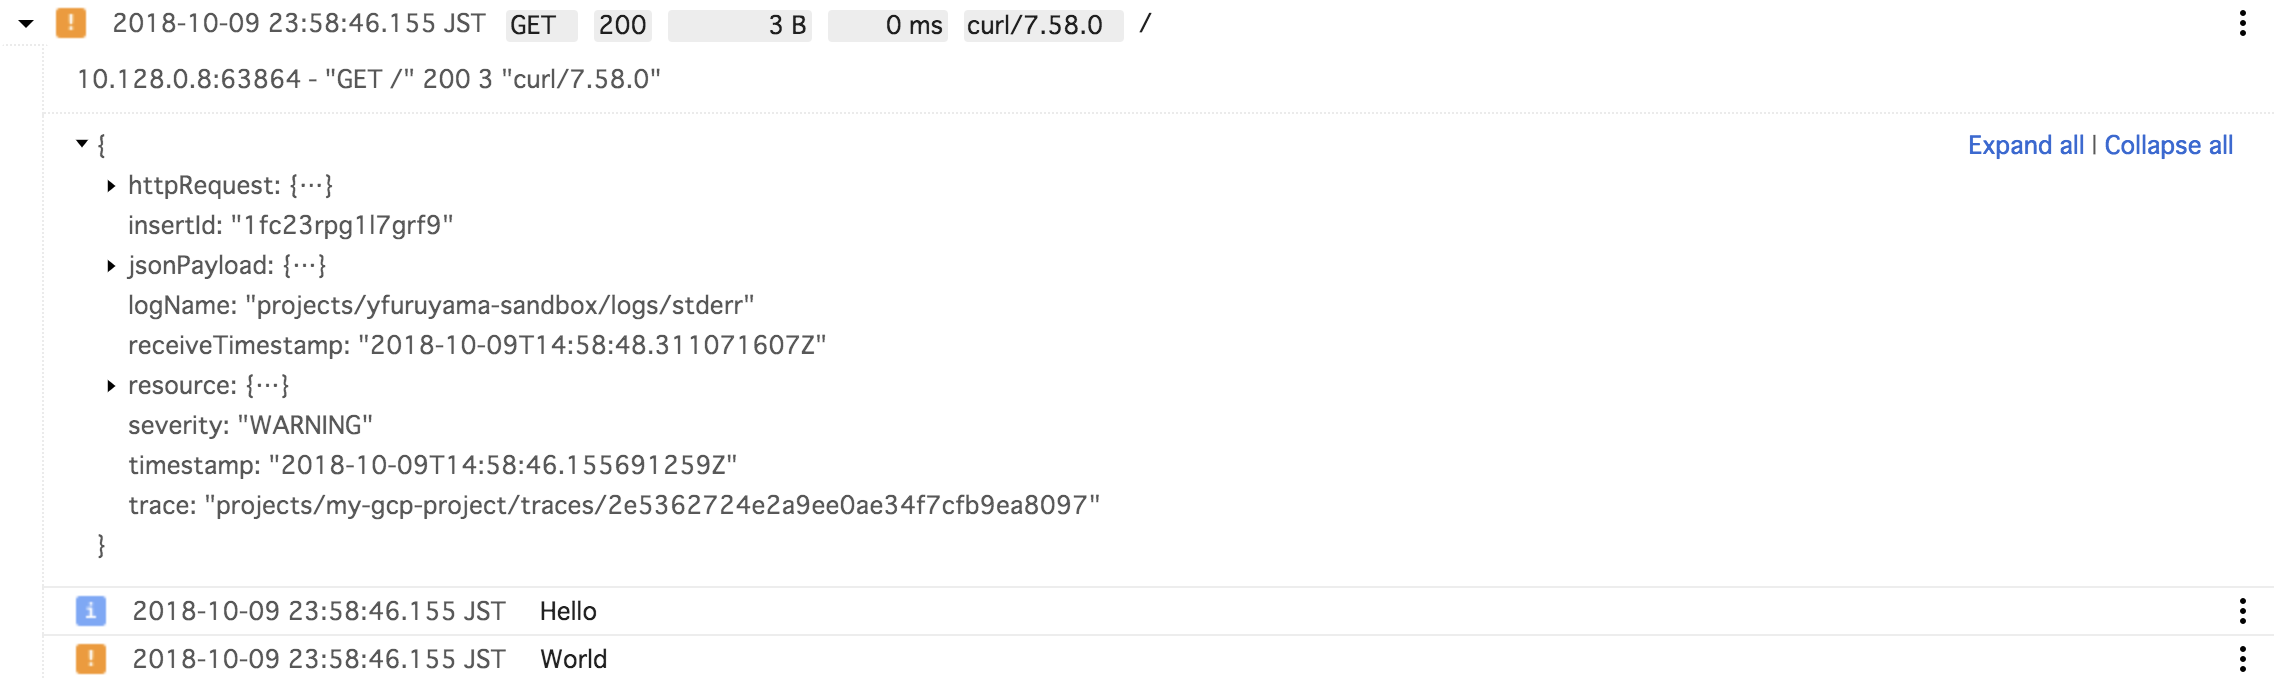 2018-10-09 23:58:46.155 JST GET 200 3 B 0 ms curl/7.58.0 /
10.128.0.8:63864 - "GET /" 200 3 "curl/7.58.0"
{ Expand all | Collapse all
httpRequest: {…}
insertId: "1fc23rpg1l7grf9"
jsonPayload: {…}
logName: "projects/yfuruyama-sandbox/logs/stderr"
receiveTimestamp: "2018-10-09T14:58:48.311071607Z"
resource: {…}
severity: "WARNING"
timestamp: "2018-10-09T14:58:46.155691259Z"
trace: "projects/my-gcp-project/traces/2e5362724e2a9ee0ae34f7cfb9ea8097"
}
2018-10-09 23:58:46.155 JST Hello
2018-10-09 23:58:46.155 JST World